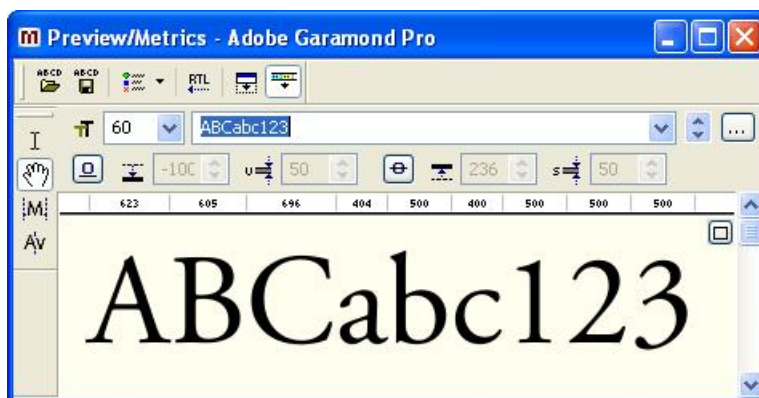 Preview/Metrics - Adobe Garamond Pro
ABCD ABCD RTL
60 ABCabc123 ...
-100 50 236 50
623 605 696 404 500 400 500 500 500
ABCabc123